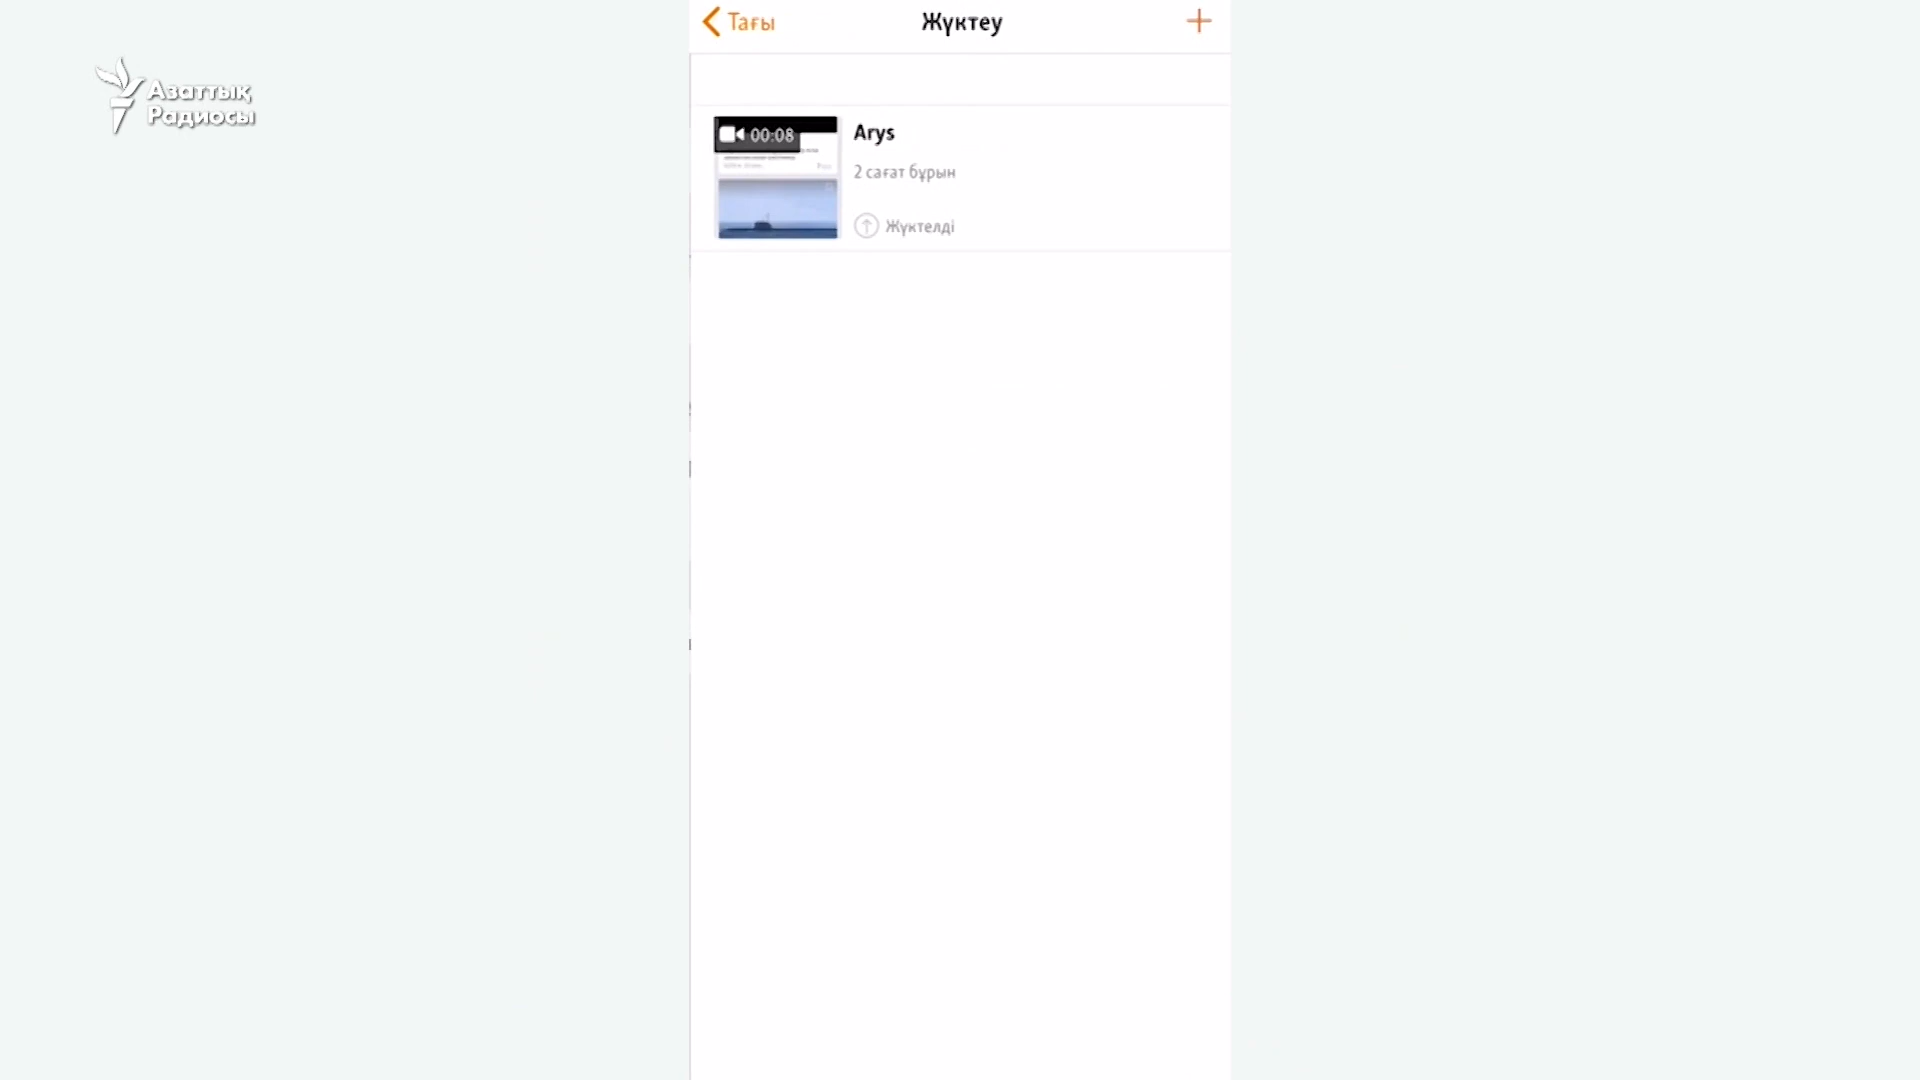 Азаттық
Радиосы
Тағы
Жүктеу
00:08
Arys
2 сағат бұрын
Жүктелді